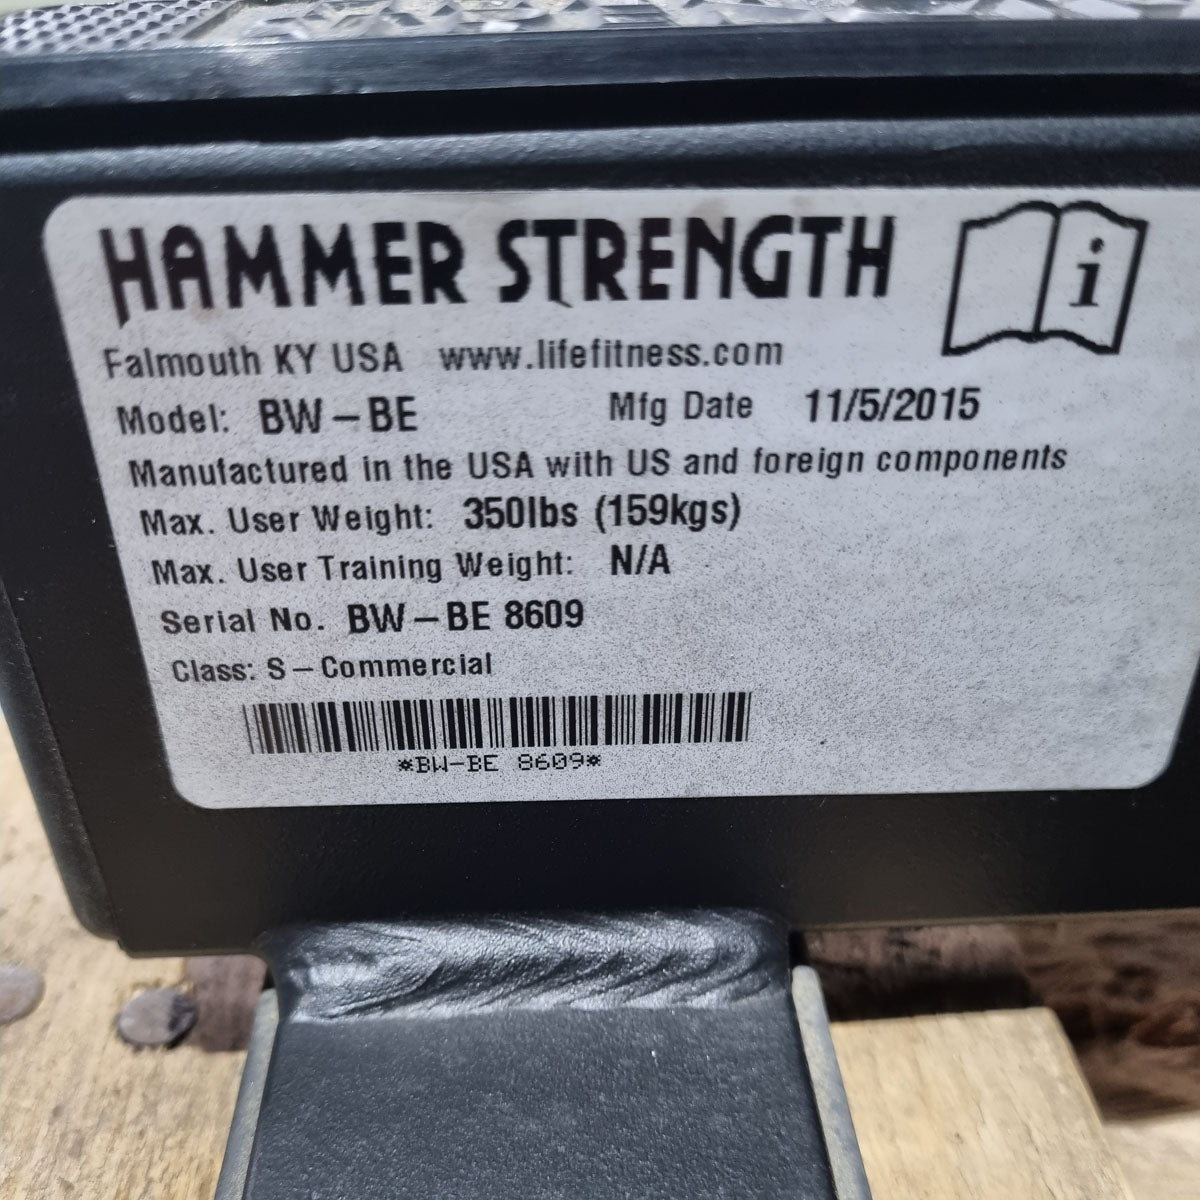 HAMMER STRENGTH
i
Falmouth KY USA www.lifefitness.com
Model: BW-BE Mfg Date 11/5/2015
Manufactured in the USA with US and foreign components
Max. User Weight: 350lbs (159kgs)
Max. User Training Weight: N/A
Serial No. BW-BE 8609
Class: S-Commercial
*BW-BE 8609*